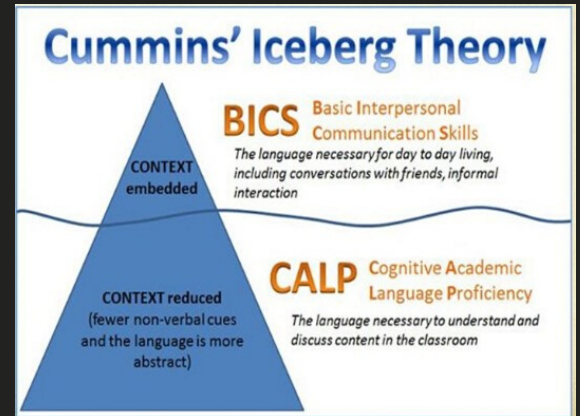 Cummins' Iceberg Theory
BICS
Basic Interpersonal
Communication Skills
The language necessary for day to day living,
including conversations with friends, informal
interaction
CONTEXT
embedded
CALP
Cognitive Academic
Language Proficiency
The language necessary to understand and
discuss content in the classroom
CONTEXT reduced
(fewer non-verbal cues
and the language is more
abstract)